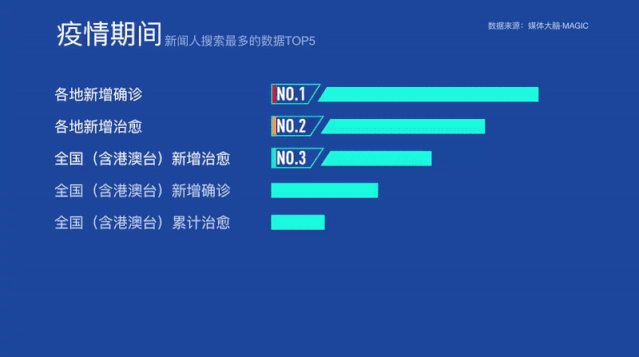 疫情期间 新闻人搜索最多的数据TOP5
数据来源：媒体大脑·MAGIC
各地新增确诊 NO.1
各地新增治愈 NO.2
全国（含港澳台）新增治愈 NO.3
全国（含港澳台）新增确诊
全国（含港澳台）累计治愈